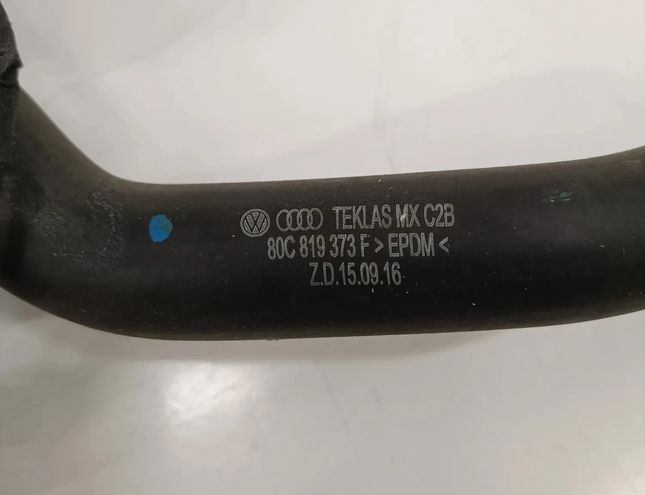 TEKLAS MX C2B
80C 819 373 F > EPDM <
Z.D.15.09.16